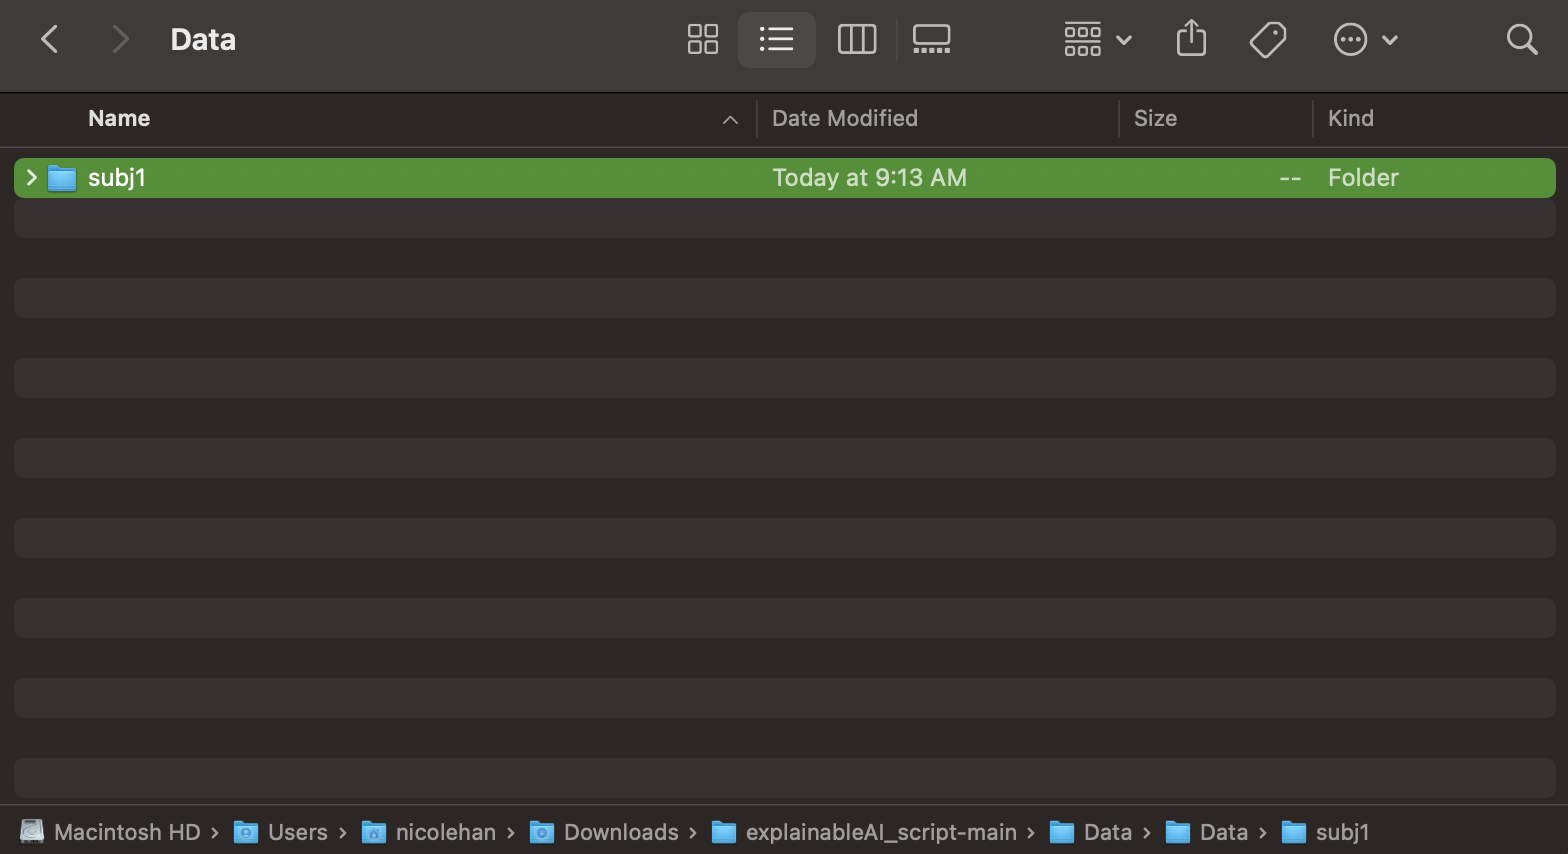 Data
Name Date Modified Size Kind
subj1 Today at 9:13 AM -- Folder
Macintosh HD › Users › nicolehan › Downloads › explainableAI_script-main › Data › Data › subj1